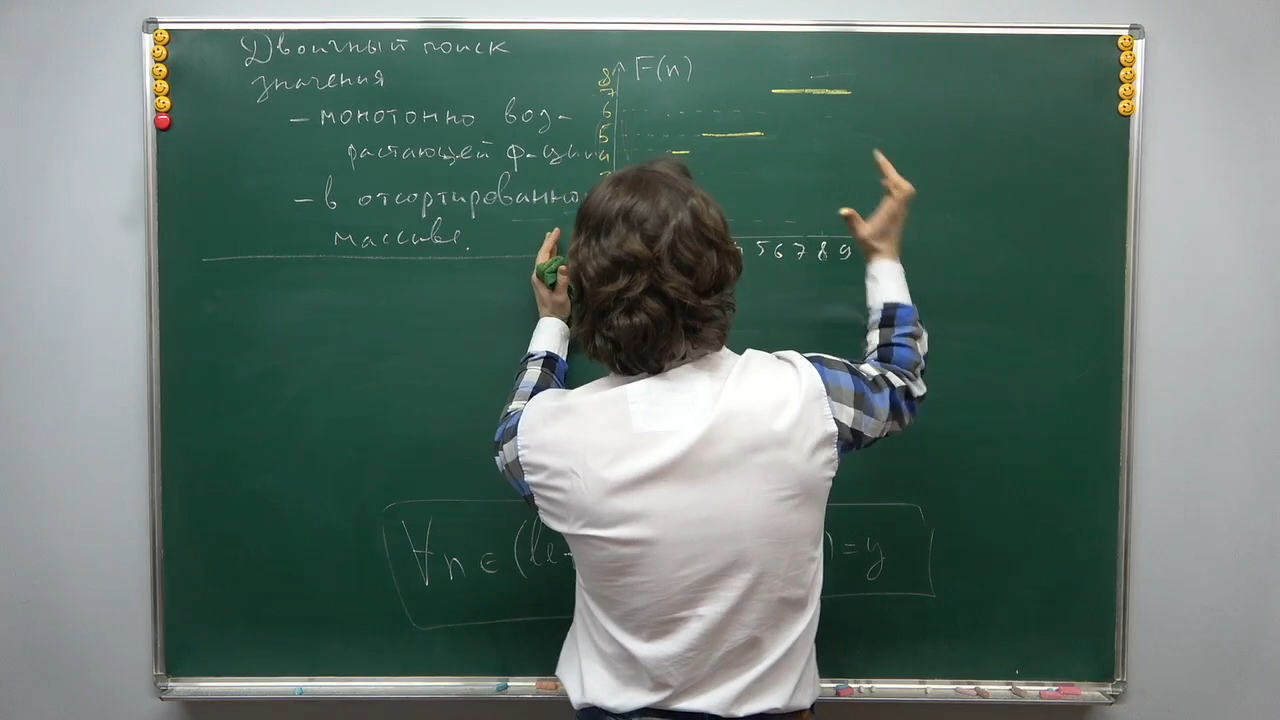 Двоичный поиск
значения
– монотонно воз-
растающей ф-ции
– в отсортированно
массиве.
F(n)
8
7
6
5
4
5 6 7 8 9
∀n ∈ (le
) = y